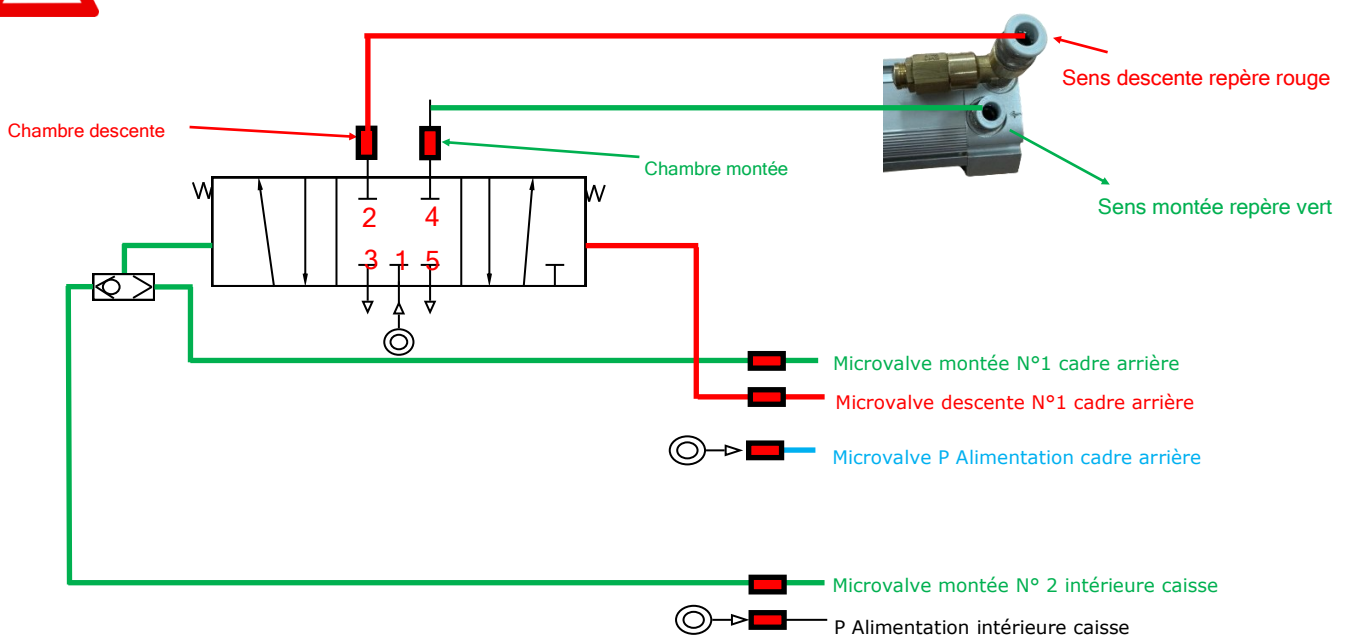 Sens descente repère rouge
Chambre descente
Chambre montée
Sens montée repère vert
2 4
3 1 5
Microvalve montée N°1 cadre arrière
Microvalve descente N°1 cadre arrière
Microvalve P Alimentation cadre arrière
Microvalve montée N° 2 intérieure caisse
P Alimentation intérieure caisse